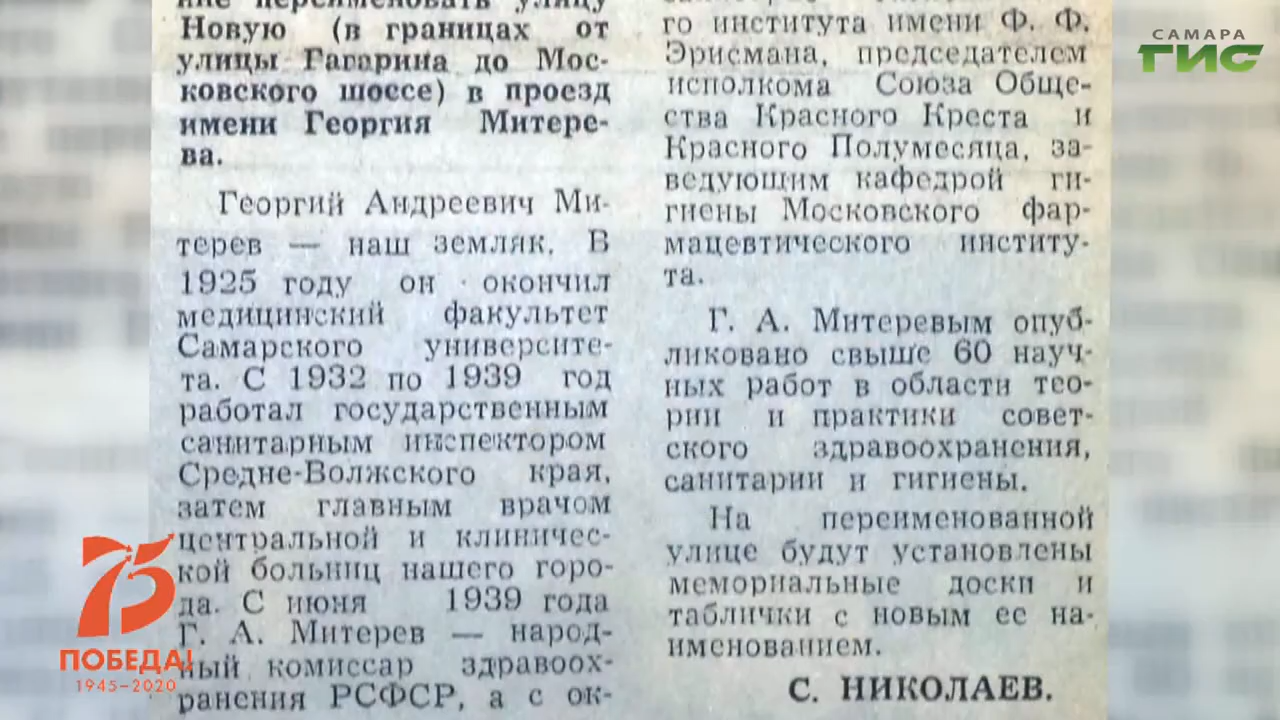 ине переименовать улицу
Новую (в границах от
улицы Гагарина до Мос-
ковского шоссе) в проезд
имени Георгия Митере-
ва.
Георгий Андреевич Ми-
терев — наш земляк. В
1925 году он окончил
медицинский факультет
Самарского университе-
та. С 1932 по 1939 год
работал государственным
санитарным инспектором
Средне-Волжского края,
затем главным врачом
центральной и клиничес-
кой больниц нашего горо-
да. С июня 1939 года
Г. А. Митерев — народ-
ный комиссар здравоох-
ранения РСФСР, а с ок-
го института имени Ф. Ф.
Эрисмана, председателем
исполкома Союза Обще-
ства Красного Креста и
Красного Полумесяца, за-
ведующим кафедрой ги-
гиены Московского фар-
мацевтического институ-
та.
Г. А. Митеревым опуб-
ликовано свыше 60 науч-
ных работ в области тео-
рии и практики совет-
ского здравоохранения,
санитарии и гигиены.
На переименованной
улице будут установлены
мемориальные доски и
таблички с новым ее на-
именованием.
С. НИКОЛАЕВ.
САМАРА
ГИС
75
ПОБЕДА!
1945–2020